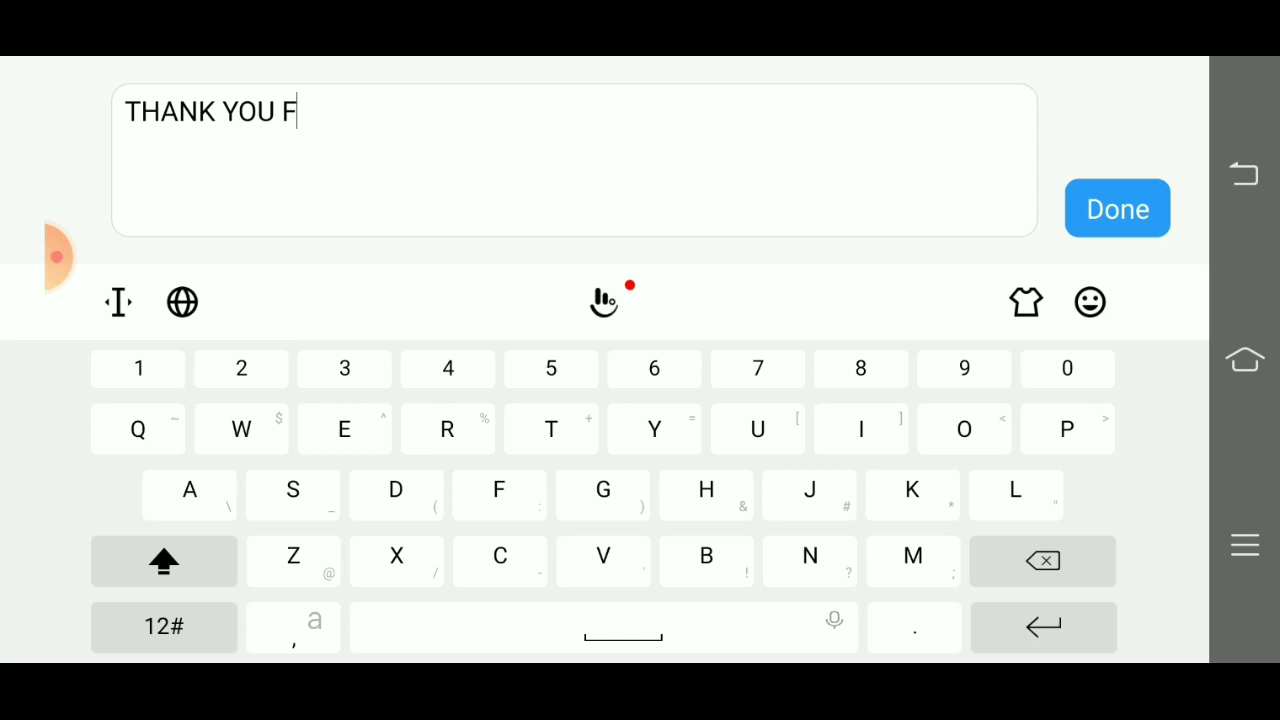 THANK YOU F
Done
1 2 3 4 5 6 7 8 9 0
Q ~ W $ E ^ R % T + Y = U [ I ] O < P >
A \ S _ D ( F : G ) H & J # K * L "
Z @ X / C - V ' B ! N ? M ;
12# , a .